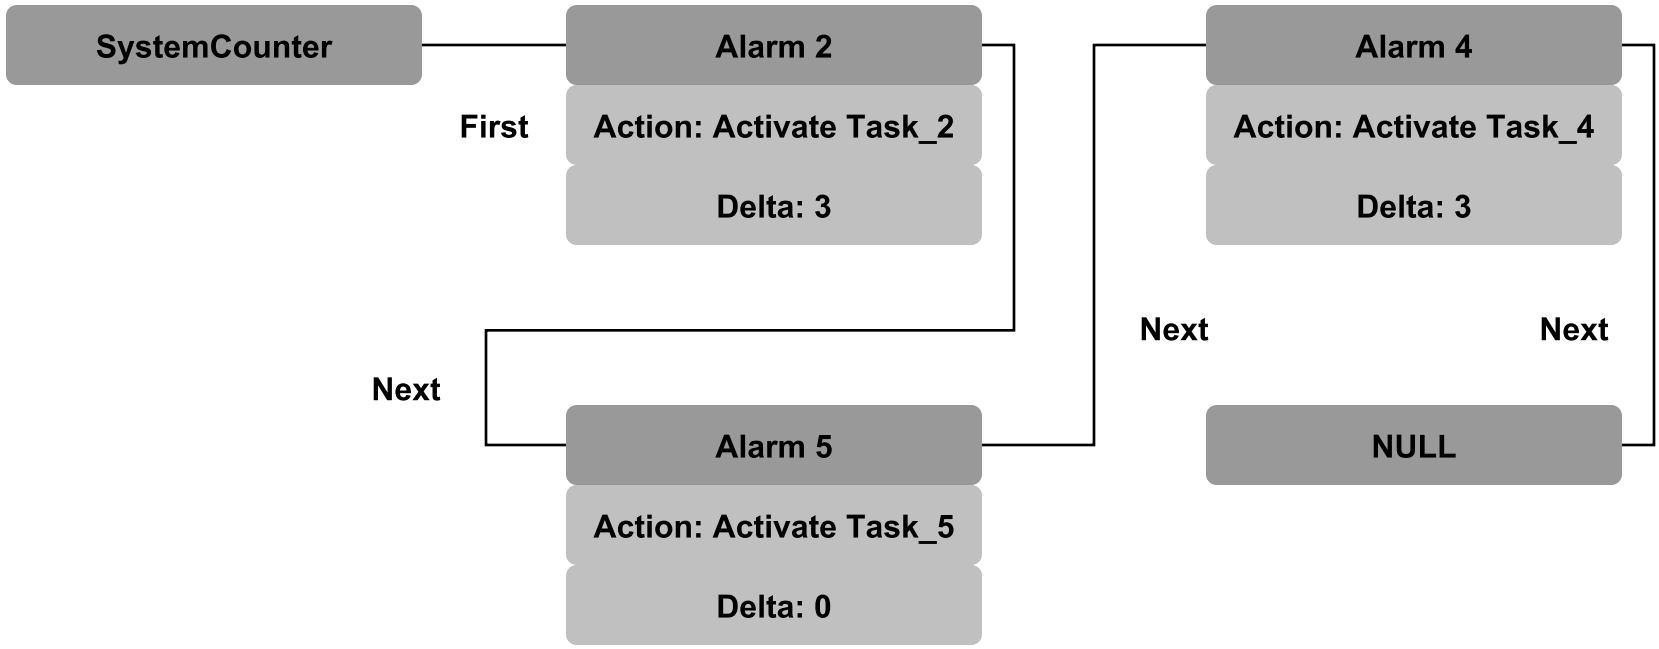 SystemCounter
First
Alarm 2
Action: Activate Task_2
Delta: 3
Next
Alarm 5
Action: Activate Task_5
Delta: 0
Next
Alarm 4
Action: Activate Task_4
Delta: 3
Next
NULL